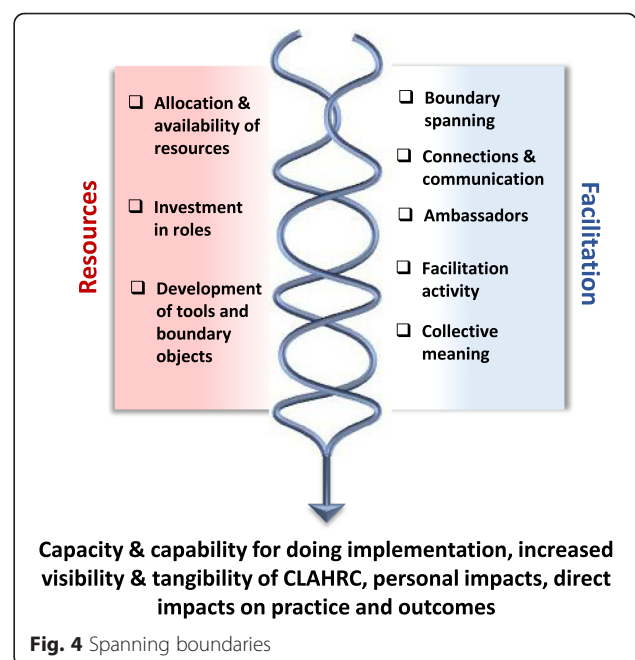 Resources
❑ Allocation &
availability of
resources
❑ Investment
in roles
❑ Development
of tools and
boundary
objects
❑ Boundary
spanning
❑ Connections &
communication
❑ Ambassadors
❑ Facilitation
activity
❑ Collective
meaning
Facilitation
Capacity & capability for doing implementation, increased
visibility & tangibility of CLAHRC, personal impacts, direct
impacts on practice and outcomes
Fig. 4 Spanning boundaries